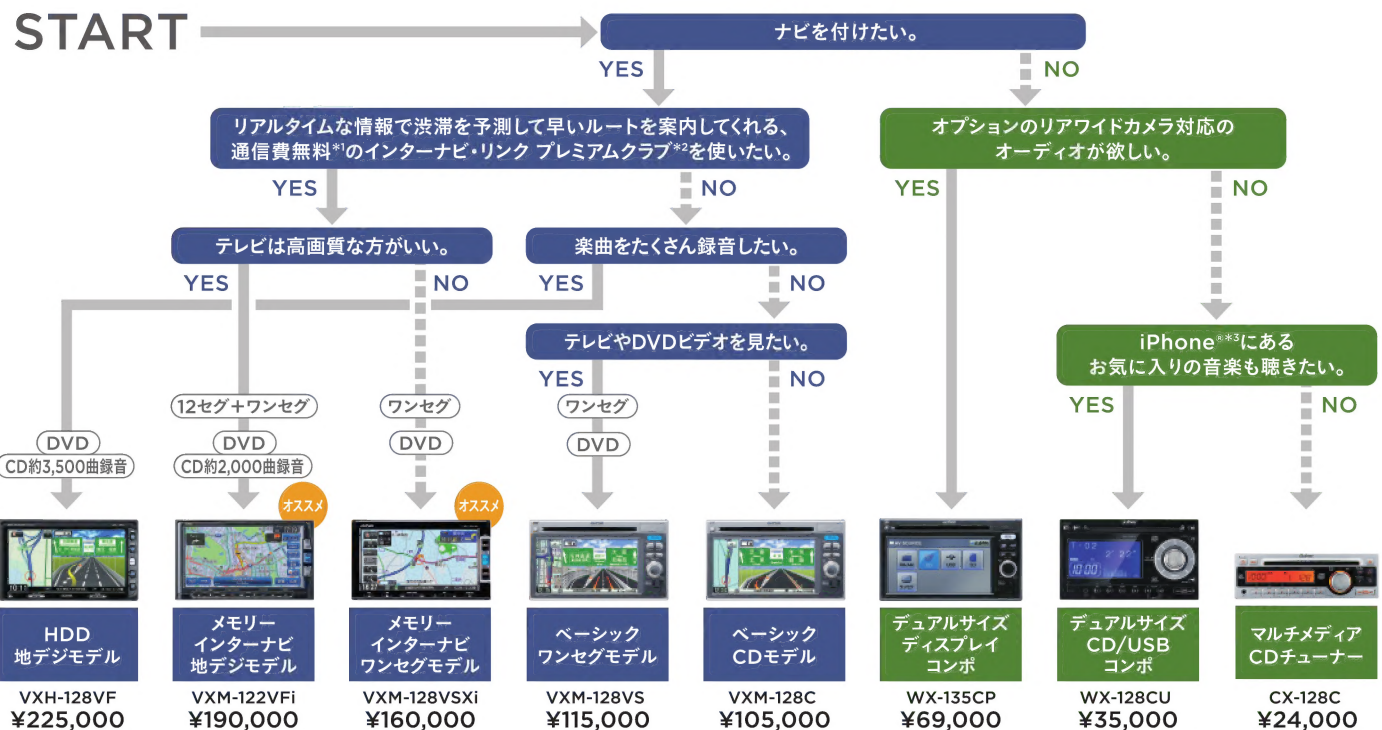 START
ナビを付けたい。
YES
NO
リアルタイムな情報で渋滞を予測して早いルートを案内してくれる、
通信費無料*1のインターナビ・リンク プレミアムクラブ*2を使いたい。
オプションのリアワイドカメラ対応の
オーディオが欲しい。
YES
NO
YES
NO
テレビは高画質な方がいい。
楽曲をたくさん録音したい。
YES
NO
YES
NO
テレビやDVDビデオを見たい。
iPhone®*3にある
お気に入りの音楽も聴きたい。
YES
NO
YES
NO
12セグ+ワンセグ
ワンセグ
ワンセグ
DVD
DVD
DVD
DVD
CD約3,500曲録音
CD約2,000曲録音
オススメ
オススメ
HDD
地デジモデル
メモリー
インターナビ
地デジモデル
メモリー
インターナビ
ワンセグモデル
ベーシック
ワンセグモデル
ベーシック
CDモデル
デュアルサイズ
ディスプレイ
コンポ
デュアルサイズ
CD/USB
コンポ
マルチメディア
CDチューナー
VXH-128VF
¥225,000
VXM-122VFi
¥190,000
VXM-128VSXi
¥160,000
VXM-128VS
¥115,000
VXM-128C
¥105,000
WX-135CP
¥69,000
WX-128CU
¥35,000
CX-128C
¥24,000